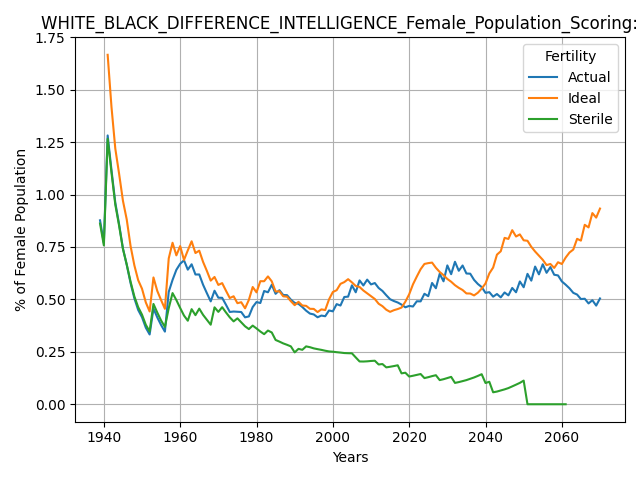 WHITE_BLACK_DIFFERENCE_INTELLIGENCE_Female_Population_Scoring:
Fertility
Actual
Ideal
Sterile
% of Female Population
1.75
1.50
1.25
1.00
0.75
0.50
0.25
0.00
1940 1960 1980 2000 2020 2040 2060
Years